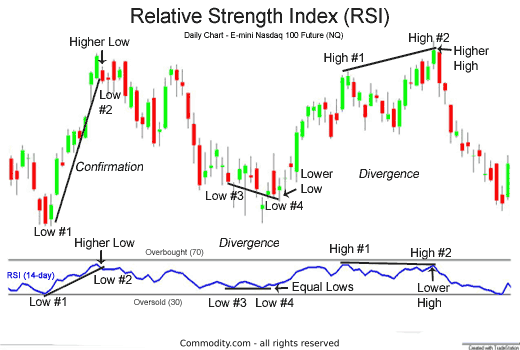 Relative Strength Index (RSI)
Daily Chart - E-mini Nasdaq 100 Future (NQ)
Higher Low
High #1
High #2
Higher
High
Low
#2
Confirmation
Lower
Low
Divergence
Low #3
Low #4
Low #1
Higher Low
Divergence
Overbought (70)
High #1
High #2
RSI (14-day)
Low #2
Equal Lows
Lower
High
Low #1
Oversold (30)
Low #3
Low #4
Commodity.com - all rights reserved
Created with TradeStation